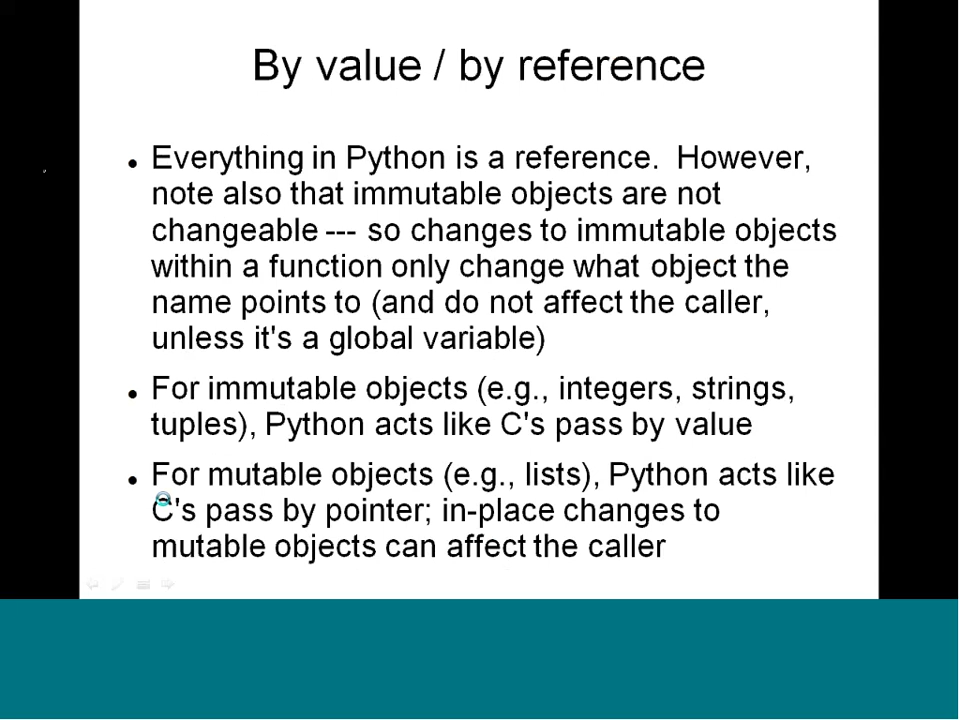 By value / by reference
Everything in Python is a reference. However,
note also that immutable objects are not
changeable --- so changes to immutable objects
within a function only change what object the
name points to (and do not affect the caller,
unless it's a global variable)
For immutable objects (e.g., integers, strings,
tuples), Python acts like C's pass by value
For mutable objects (e.g., lists), Python acts like
C's pass by pointer; in-place changes to
mutable objects can affect the caller